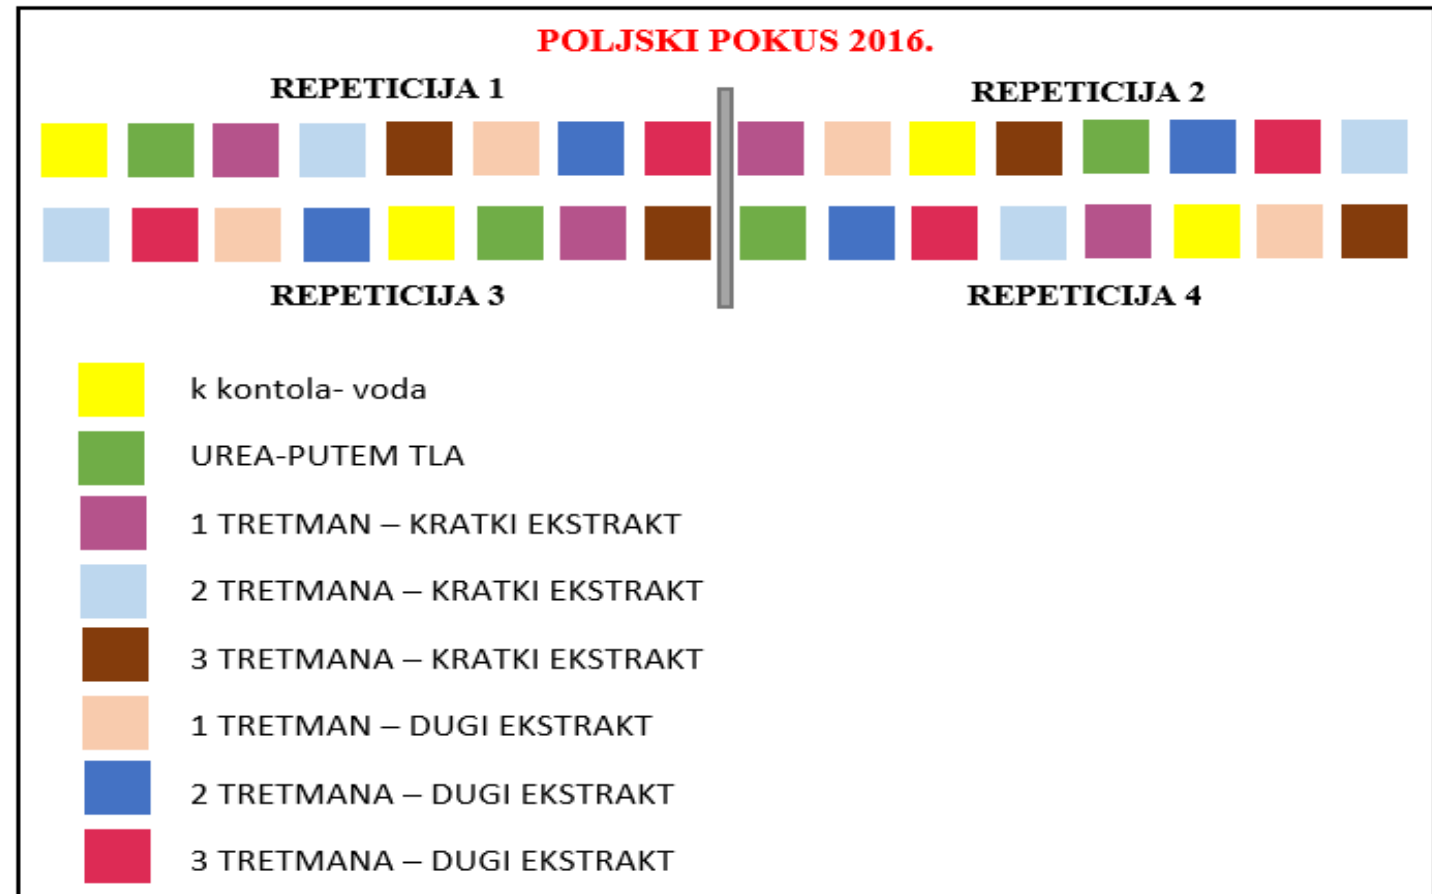 POLJSKI POKUS 2016.
REPETICIJA 1
REPETICIJA 2
REPETICIJA 3
REPETICIJA 4
k kontola- voda
UREA-PUTEM TLA
1 TRETMAN – KRATKI EKSTRAKT
2 TRETMANA – KRATKI EKSTRAKT
3 TRETMANA – KRATKI EKSTRAKT
1 TRETMAN – DUGI EKSTRAKT
2 TRETMANA – DUGI EKSTRAKT
3 TRETMANA – DUGI EKSTRAKT